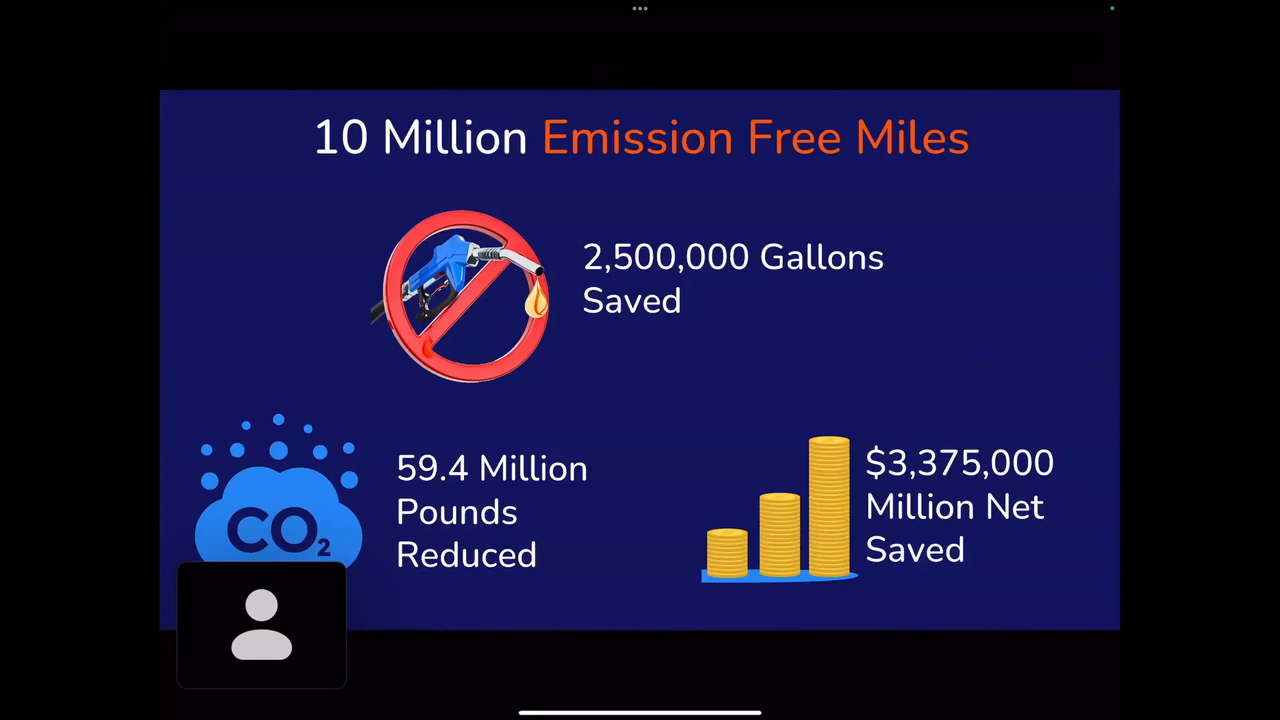 10 Million Emission Free Miles
2,500,000 Gallons
Saved
CO2
59.4 Million
Pounds
Reduced
$3,375,000
Million Net
Saved